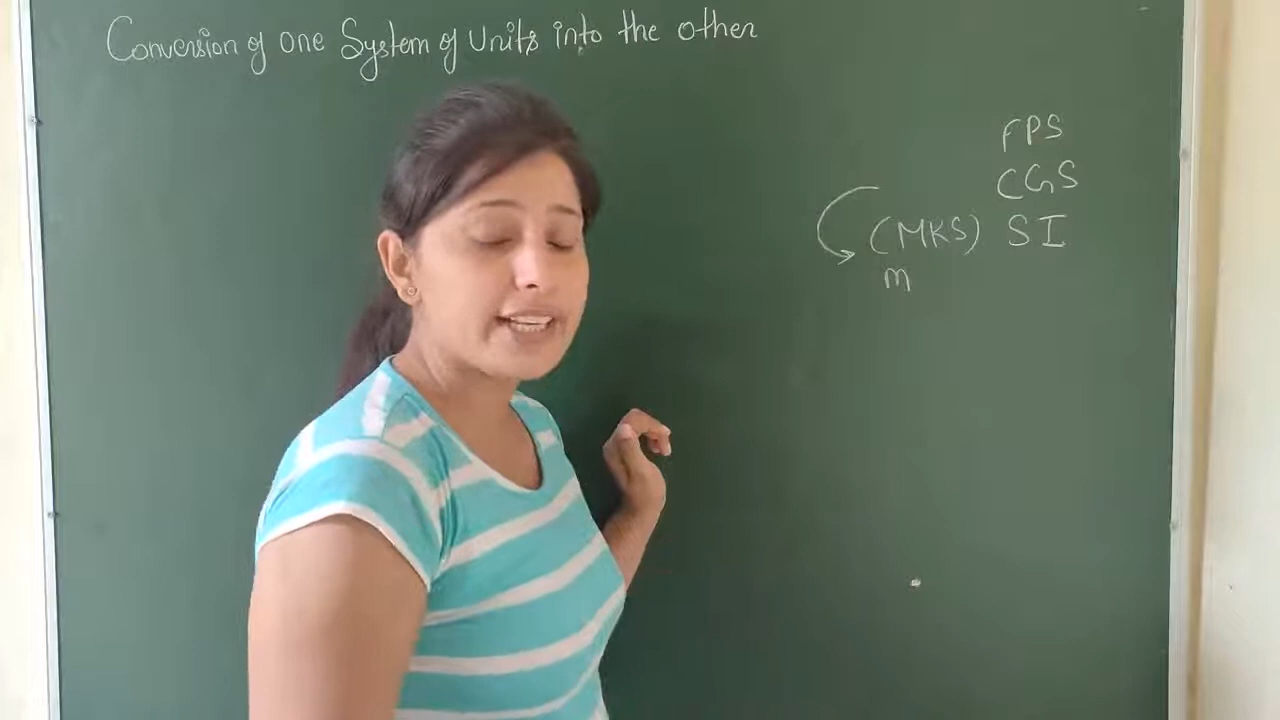 Conversion of one System of Units into the other
FPS
CGS
(MKS) SI
m